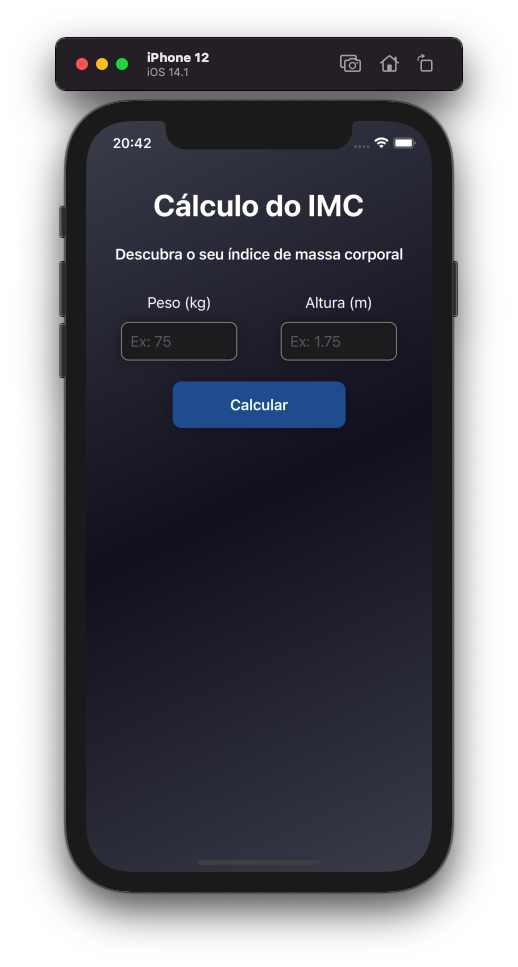 iPhone 12
iOS 14.1
20:42
Cálculo do IMC
Descubra o seu índice de massa corporal
Peso (kg) Altura (m)
Ex: 75 Ex: 1.75
Calcular